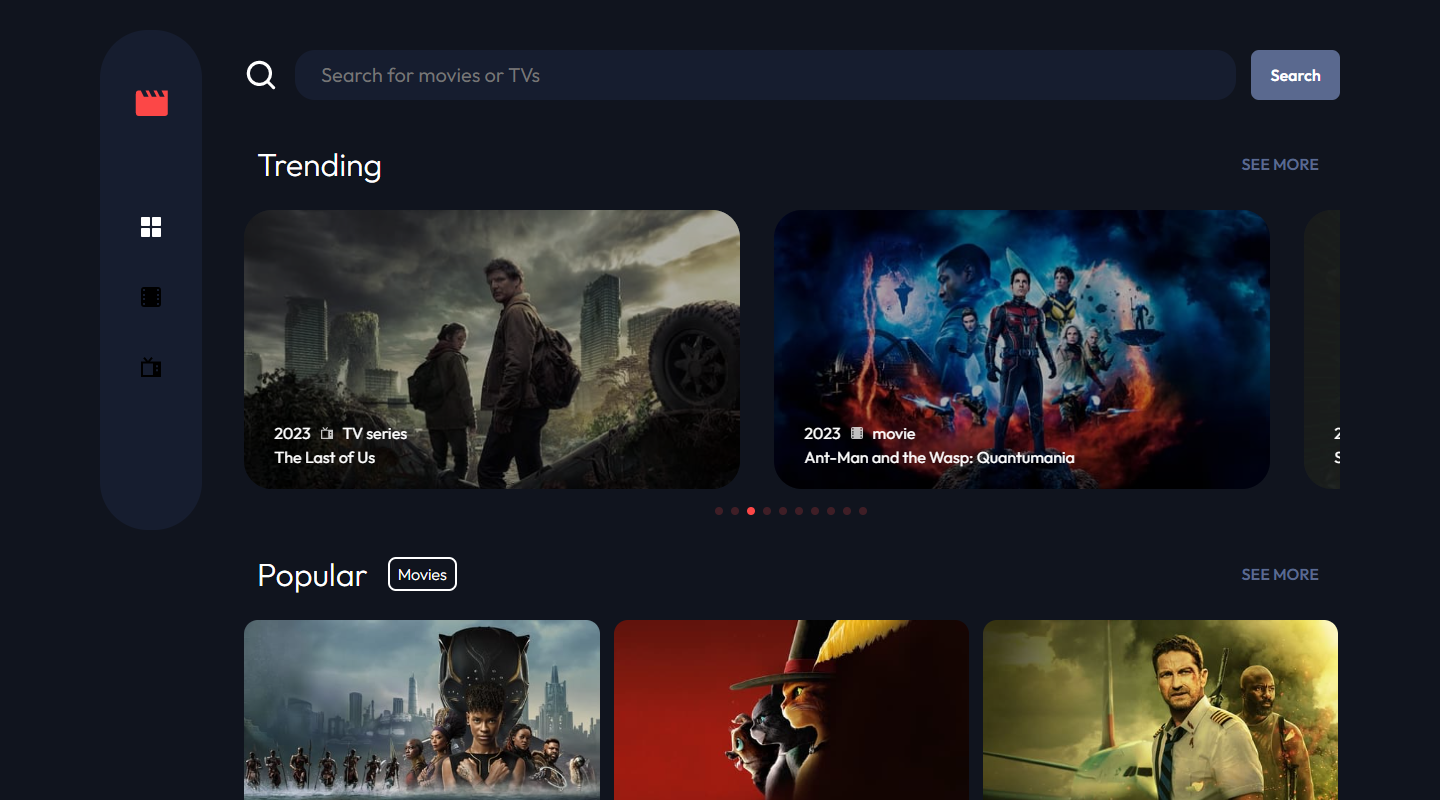 Search for movies or TVs
Search
Trending
SEE MORE
2023 TV series
The Last of Us
2023 movie
Ant-Man and the Wasp: Quantumania
Popular
Movies
SEE MORE